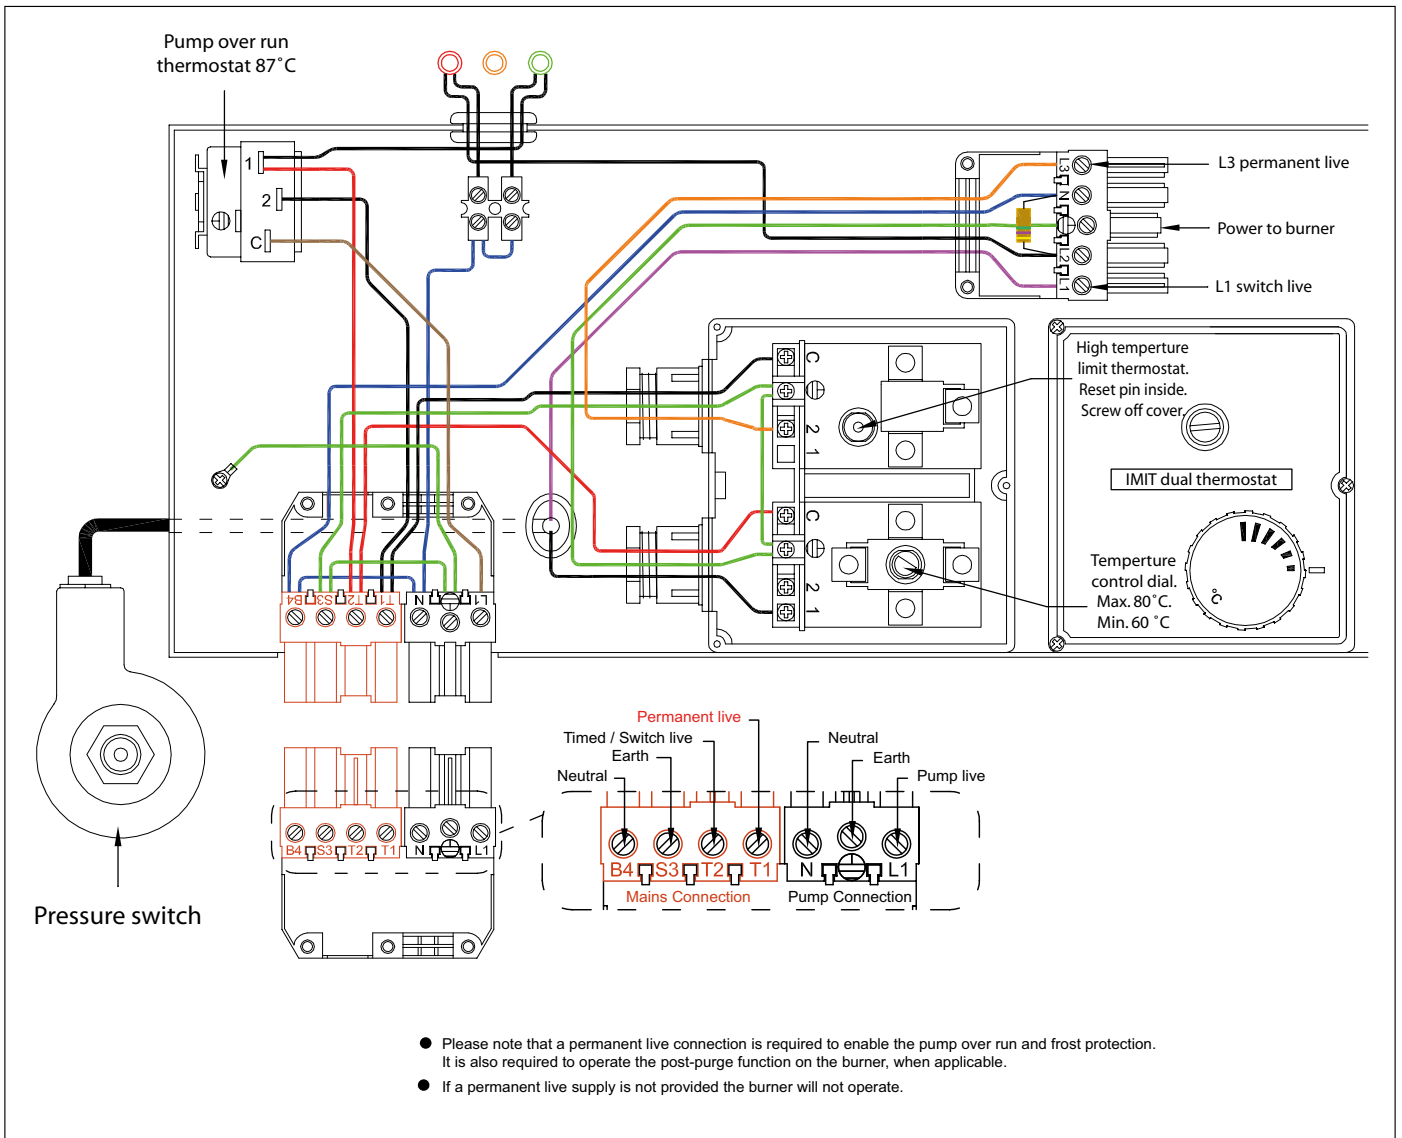 Pump over run
thermostat 87˚C
1
2
C
L3
N
2
L1
L3 permanent live
Power to burner
L1 switch live
High temperture
limit thermostat.
Reset pin inside.
Screw off cover.
C
2
1
IMIT dual thermostat
C
2
1
Temperture
control dial.
Max. 80˚C.
Min. 60 ˚C
˚C
B4 S3 T2 T1 N L1
Pressure switch
B4 S3 T2 T1 N L1
Permanent live
Timed / Switch live
Earth
Neutral
Neutral
Earth
Pump live
B4 S3 T2 T1 N L1
Mains Connection
Pump Connection
● Please note that a permanent live connection is required to enable the pump over run and frost protection.
It is also required to operate the post-purge function on the burner, when applicable.
● If a permanent live supply is not provided the burner will not operate.